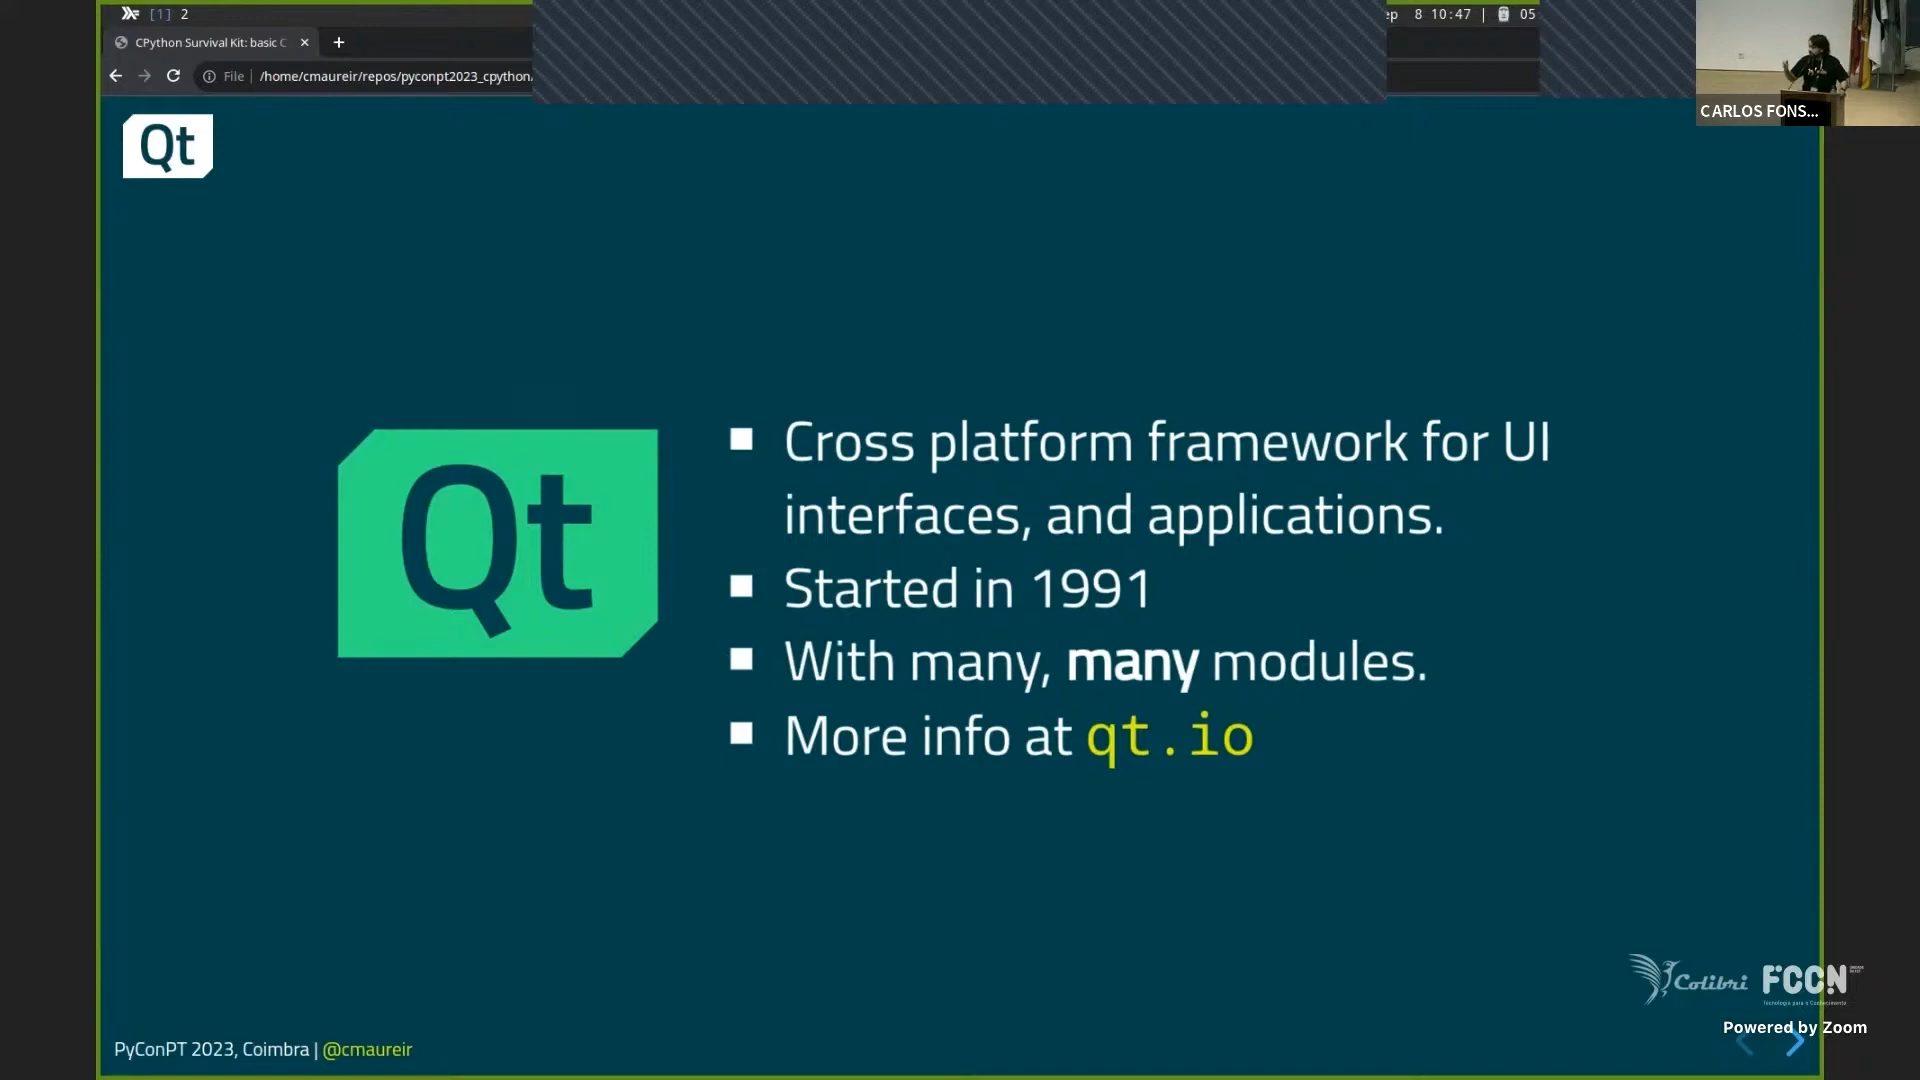 [1] 2
ep 8 10:47 | 05
CPython Survival Kit: basic C
File | /home/cmaureir/repos/pyconpt2023_cpython/
CARLOS FONS...
Qt
Qt
Cross platform framework for UI
interfaces, and applications.
Started in 1991
With many, many modules.
More info at qt.io
Colibri FCCN
Powered by Zoom
PyConPT 2023, Coimbra | @cmaureir